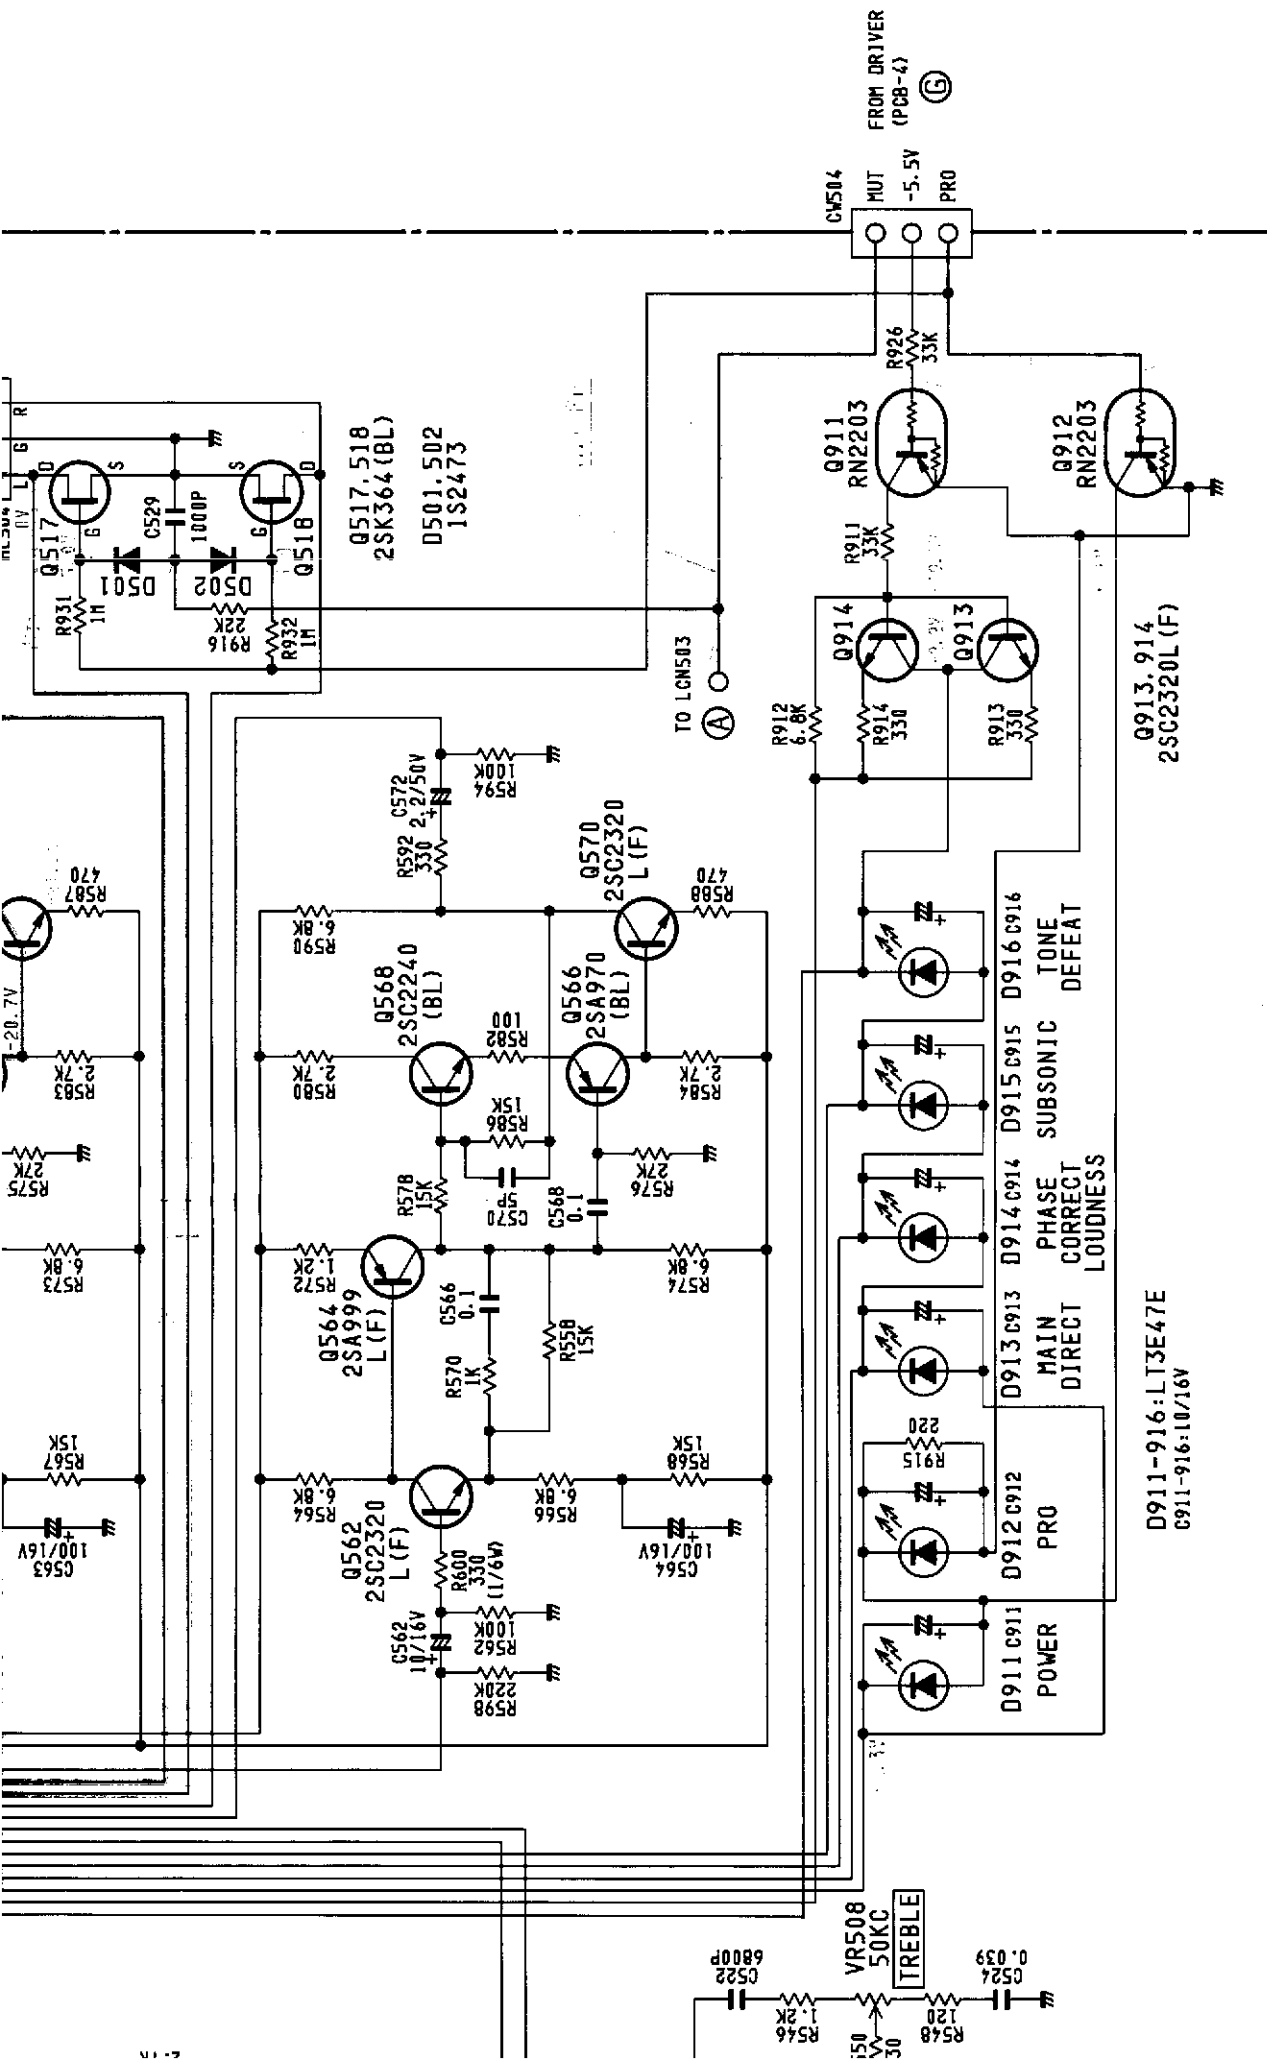 FROM DRIVER
(PCB-4)
G
CW504
MUT
-5.5V
PRO
R926
33K
Q911
RN2203
Q912
RN2203
R911
33K
Q914
Q913
R912
6.8K
R914
330
R913
330
Q913.914
2SC2320L(F)
R
G
L
0V
D
S
S
D
G
G
Q517
Q518
C529
1000P
D501
D502
R931
1M
R916
22K
R932
1M
Q517.518
2SK364(BL)
D501.502
1S2473
TO LCN503
A
R587
470
-20.7V
R583
2.7K
R575
27K
R573
6.8K
R567
15K
C563
100/16V
C572
2.2/50V
+
R594
100K
R592
330
R590
6.8K
Q570
2SC2320
L(F)
R588
470
Q568
2SC2240
(BL)
R582
100
Q566
2SA970
(BL)
R580
2.7K
R584
2.7K
R586
15K
R578
15K
C570
5P
C568
0.1
R576
27K
R572
1.2K
R574
6.8K
Q564
2SA999
L(F)
C566
0.1
R570
1K
R558
15K
R564
6.8K
R566
6.8K
R568
15K
Q562
2SC2320
L(F)
C564
100/16V
+
R600
330
(1/6W)
C562
10/16V
+
R562
100K
R598
220K
D916 C916
TONE
DEFEAT
D915 C915
SUBSONIC
D914 C914
PHASE
CORRECT
LOUDNESS
D913 C913
MAIN
DIRECT
R915
220
D912 C912
PRO
D911 C911
POWER
D911-916:LT3E47E
C911-916:10/16V
C522
6800P
R546
1.2K
VR508
50KC
TREBLE
R548
120
C524
0.039